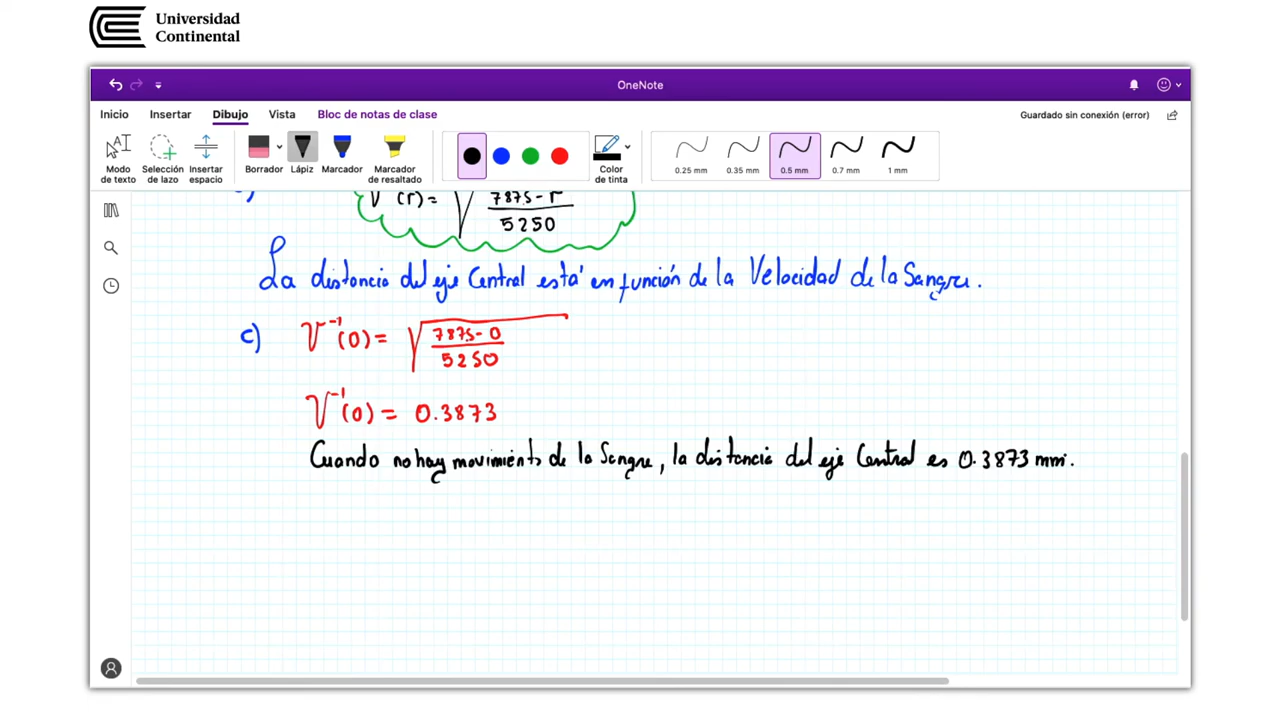 Universidad
Continental
OneNote
Inicio Insertar Dibujo Vista Bloc de notas de clase
Guardado sin conexión (error)
Modo de texto
Selección de lazo
Insertar espacio
Borrador
Lápiz
Marcador
Marcador de resaltado
Color de tinta
0.25 mm 0.35 mm 0.5 mm 0.7 mm 1 mm
V (r) = √ 7875 - r
5250
La distancia del eje Central está en función de la Velocidad de la Sangre.
c) V⁻¹(0) = √ 7875 - 0
5250
V⁻¹(0) = 0.3873
Cuando no hay movimiento de la Sangre, la distancia del eje Central es 0.3873 mm.